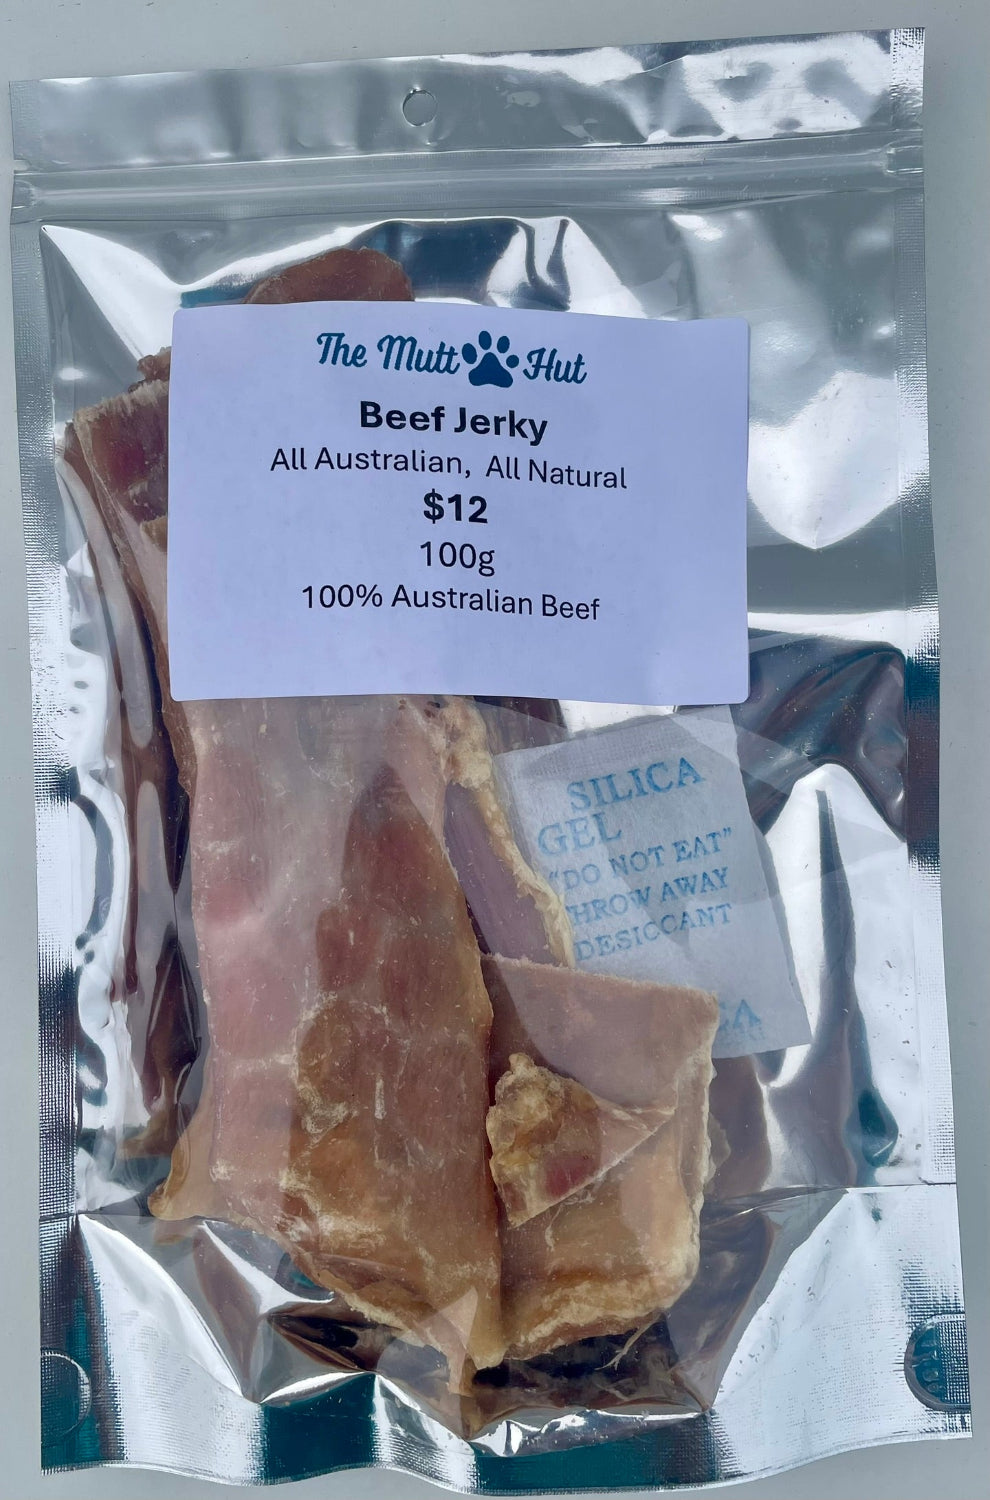 The Mutt Hut
Beef Jerky
All Australian, All Natural
$12
100g
100% Australian Beef
SILICA
GEL
"DO NOT EAT"
THROW AWAY
DESICCANT